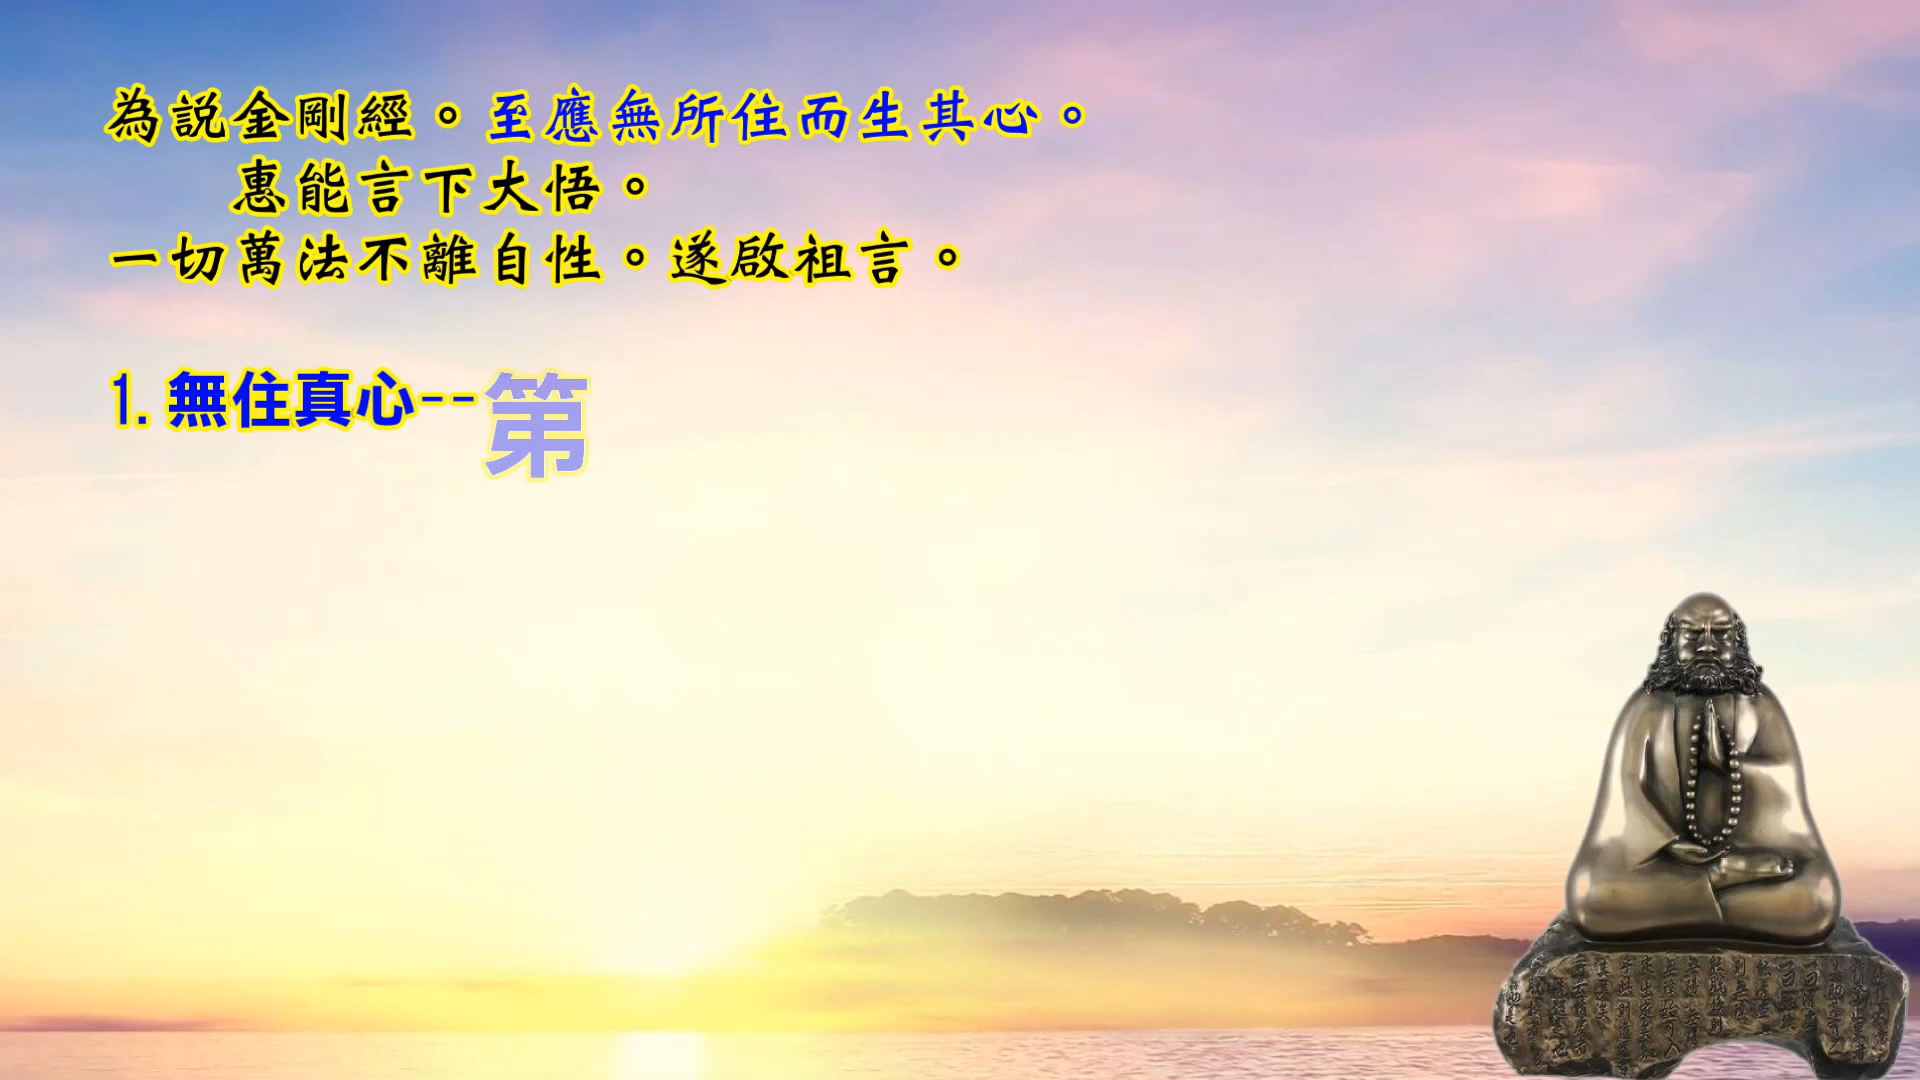 為説金剛經。至應無所住而生其心。
惠能言下大悟。
一切萬法不離自性。遂啟祖言。
1.無住真心--第